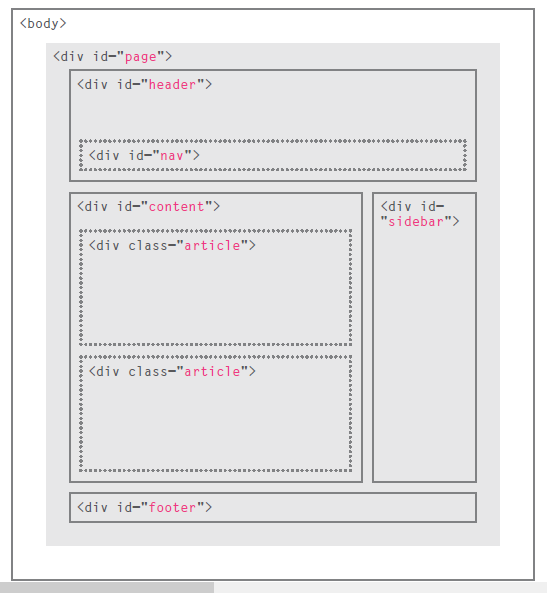 <body>
<div id="page">
<div id="header">
<div id="nav">
<div id="content">
<div id=
"sidebar">
<div class="article">
<div class="article">
<div id="footer">